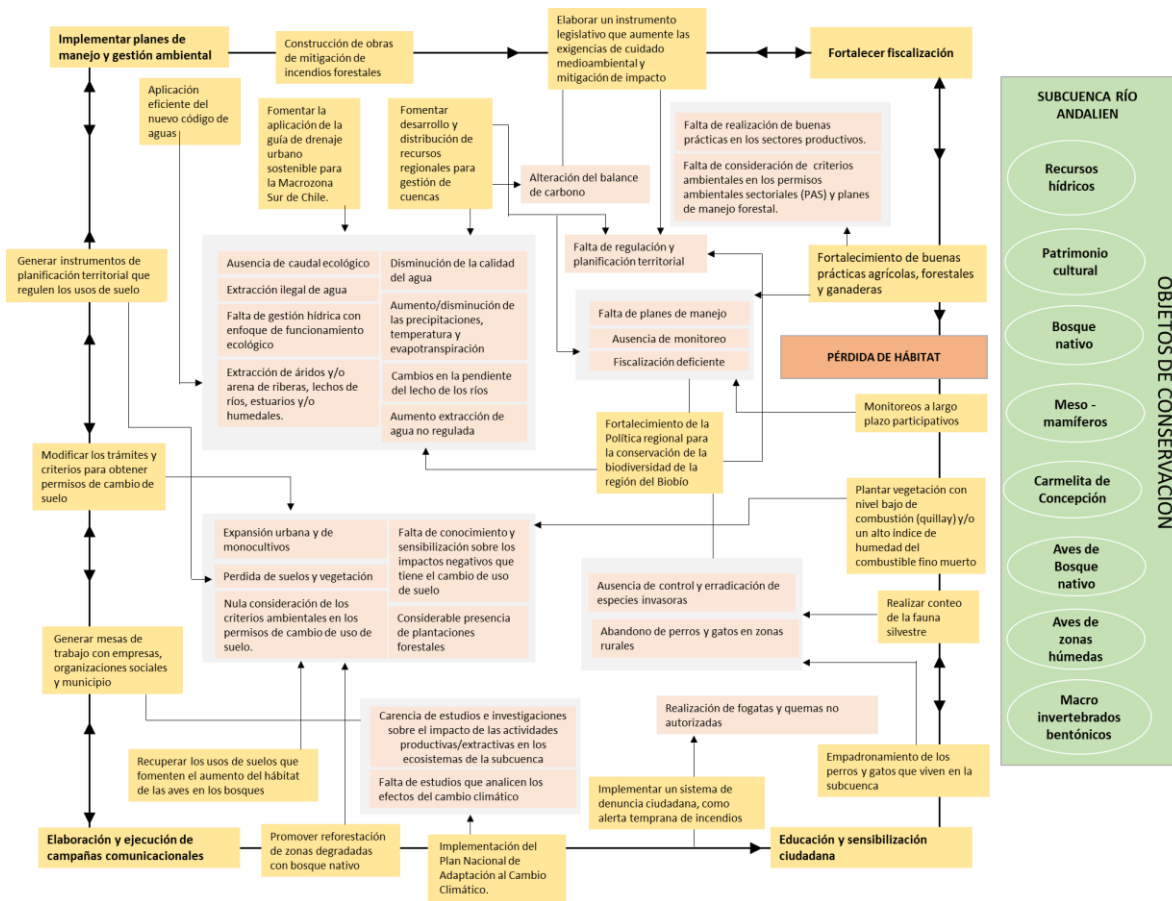 Implementar planes de
manejo y gestión ambiental
Construcción de obras
de mitigación de
incendios forestales
Elaborar un instrumento
legislativo que aumente las
exigencias de cuidado
medioambiental y
mitigación de impacto
Fortalecer fiscalización
Aplicación
eficiente del
nuevo código de
aguas
Fomentar la
aplicación de la
guía de drenaje
urbano
sostenible para
la Macrozona
Sur de Chile.
Fomentar
desarrollo y
distribución de
recursos
regionales para
gestión de
cuencas
Alteración del balance
de carbono
Falta de realización de buenas
prácticas en los sectores productivos.
Falta de consideración de criterios
ambientales en los permisos
ambientales sectoriales (PAS) y planes
de manejo forestal.
Falta de regulación y
planificación territorial
Fortalecimiento de buenas
prácticas agrícolas, forestales
y ganaderas
Generar instrumentos de
planificación territorial que
regulen los usos de suelo
Ausencia de caudal ecológico
Extracción ilegal de agua
Falta de gestión hídrica con
enfoque de funcionamiento
ecológico
Extracción de áridos y/o
arena de riberas, lechos de
ríos, estuarios y/o
humedales.
Disminución de la calidad
del agua
Aumento/disminución de
las precipitaciones,
temperatura y
evapotranspiración
Cambios en la pendiente
del lecho de los ríos
Aumento extracción de
agua no regulada
Falta de planes de manejo
Ausencia de monitoreo
Fiscalización deficiente
PÉRDIDA DE HÁBITAT
Monitoreos a largo
plazo participativos
Fortalecimiento de la
Política regional para
la conservación de la
biodiversidad de la
región del Biobío
Modificar los trámites y
criterios para obtener
permisos de cambio de
suelo
Plantar vegetación con
nivel bajo de
combustión (quillay) y/o
un alto índice de
humedad del
combustible fino muerto
Expansión urbana y de
monocultivos
Perdida de suelos y vegetación
Nula consideración de los
criterios ambientales en los
permisos de cambio de uso de
suelo.
Falta de conocimiento y
sensibilización sobre los
impactos negativos que
tiene el cambio de uso
de suelo
Considerable presencia de
plantaciones
forestales
Ausencia de control y erradicación de
especies invasoras
Abandono de perros y gatos en zonas
rurales
Realizar conteo
de la fauna
silvestre
Generar mesas de
trabajo con empresas,
organizaciones sociales
y municipio
Carencia de estudios e investigaciones
sobre el impacto de las actividades
productivas/extractivas en los
ecosistemas de la subcuenca
Falta de estudios que analicen los
efectos del cambio climático
Realización de fogatas y quemas no
autorizadas
Recuperar los usos de suelos que
fomenten el aumento del hábitat
de las aves en los bosques
Implementar un sistema de
denuncia ciudadana, como
alerta temprana de incendios
Empadronamiento de los
perros y gatos que viven en la
subcuenca
Elaboración y ejecución de
campañas comunicacionales
Promover reforestación
de zonas degradadas
con bosque nativo
Implementación del
Plan Nacional de
Adaptación al Cambio
Climático.
Educación y sensibilización
ciudadana
SUBCUENCA RÍO
ANDALIEN
Recursos
hídricos
Patrimonio
cultural
Bosque
nativo
Meso -
mamíferos
Carmelita de
Concepción
Aves de
Bosque
nativo
Aves de
zonas
húmedas
Macro
invertebrados
bentónicos
OBJETOS DE CONSERVACION